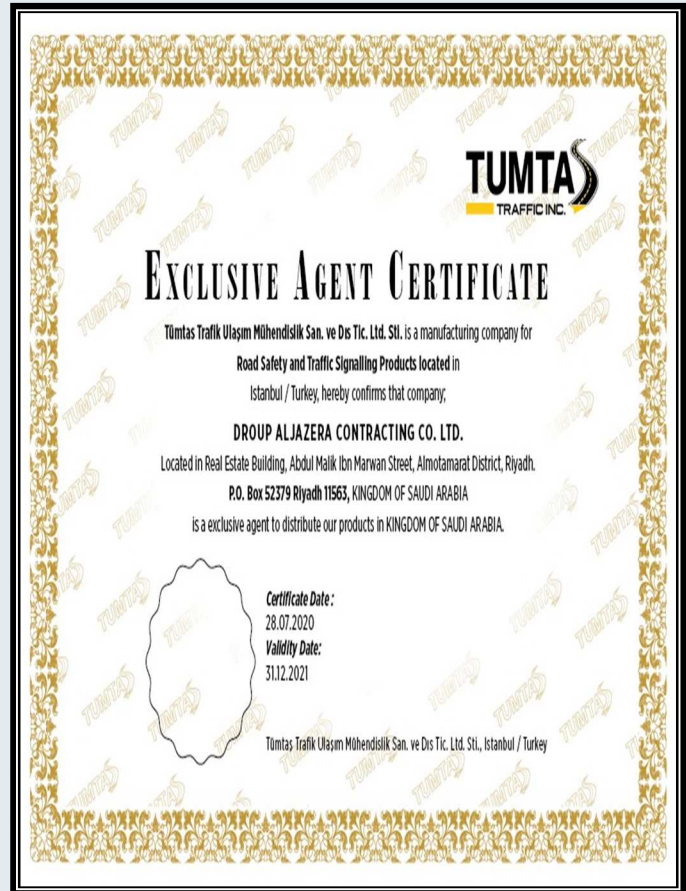 TUMTAS
TRAFFIC INC.
EXCLUSIVE AGENT CERTIFICATE
Tümtas Trafik Ulaşım Mühendislik San. ve Dıs Tic. Ltd. Sti. is a manufacturing company for
Road Safety and Traffic Signalling Products located in
Istanbul / Turkey, hereby confirms that company;
DROUP ALJAZERA CONTRACTING CO. LTD.
Located in Real Estate Building, Abdul Malik Ibn Marwan Street, Almotamarat District, Riyadh.
P.O. Box 52379 Riyadh 11563, KINGDOM OF SAUDI ARABIA
is a exclusive agent to distribute our products in KINGDOM OF SAUDI ARABIA.
Certificate Date :
28.07.2020
Validity Date:
31.12.2021
Tümtaş Trafik Ulaşım Mühendislik San. ve Dıs Tic. Ltd. Sti., Istanbul / Turkey